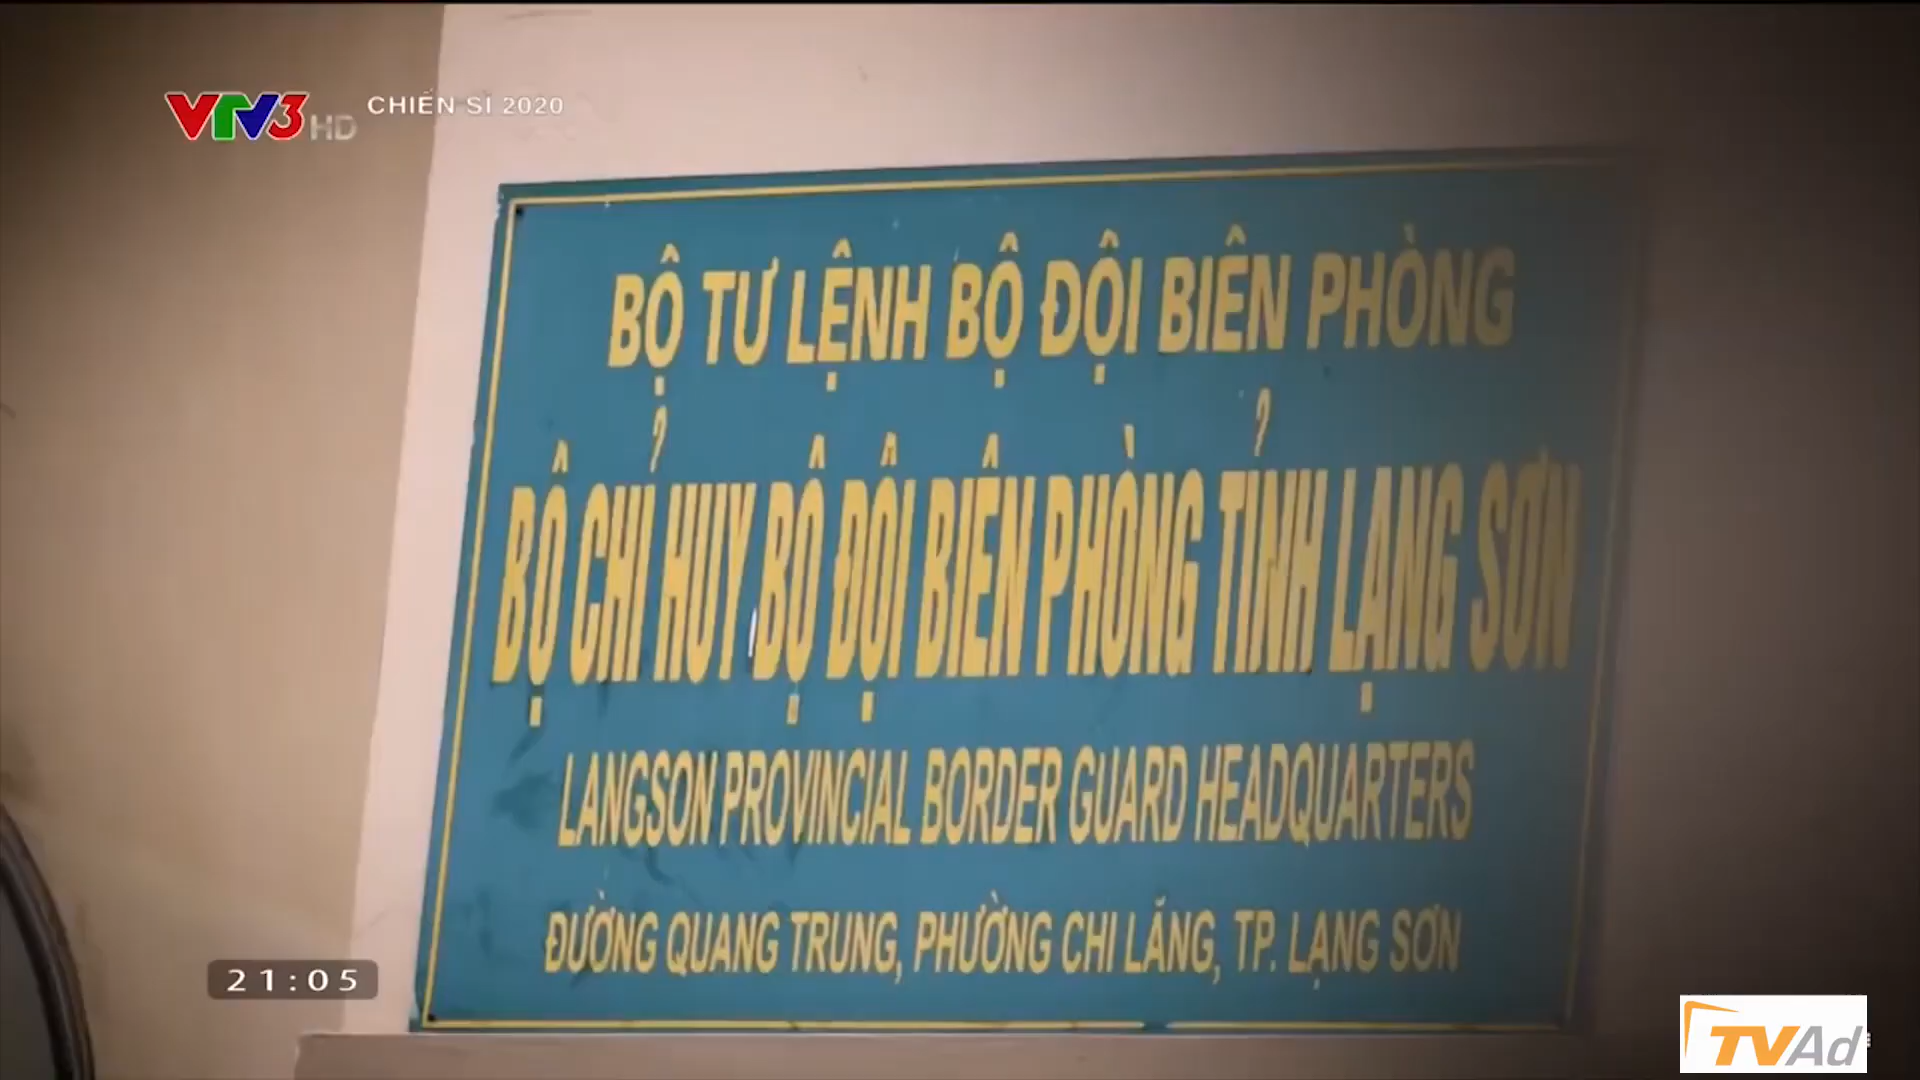 VTV3 HD CHIẾN SĨ 2020
BỘ TƯ LỆNH BỘ ĐỘI BIÊN PHÒNG
BỘ CHỈ HUY BỘ ĐỘI BIÊN PHÒNG TỈNH LẠNG SƠN
LANGSON PROVINCIAL BORDER GUARD HEADQUARTERS
ĐƯỜNG QUANG TRUNG, PHƯỜNG CHI LĂNG, TP. LẠNG SƠN
21:05
TVAd